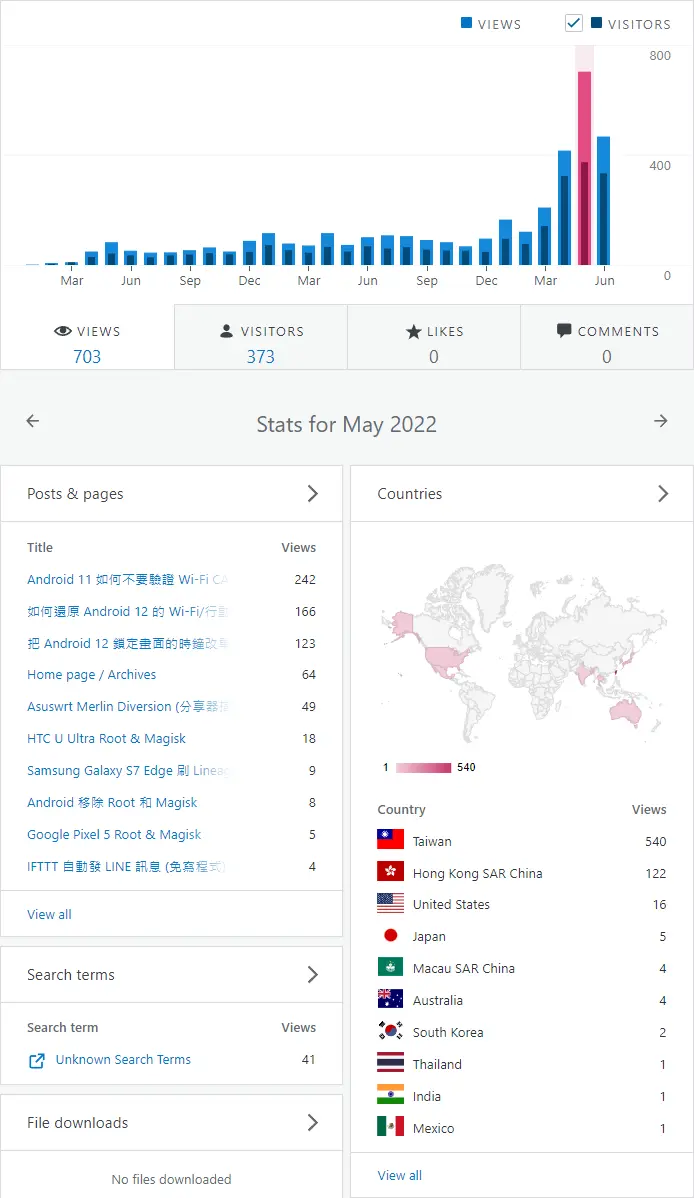 VIEWS VISITORS
800
400
0
Mar Jun Sep Dec Mar Jun Sep Dec Mar Jun
VIEWS
703
VISITORS
373
LIKES
0
COMMENTS
0
Stats for May 2022
Posts & pages
Title Views
Android 11 如何不要驗證 Wi-Fi CA 242
如何還原 Android 12 的 Wi-Fi/行動 166
把 Android 12 鎖定畫面的時鐘改單 123
Home page / Archives 64
Asuswrt Merlin Diversion (分享器擋 49
HTC U Ultra Root & Magisk 18
Samsung Galaxy S7 Edge 刷 Lineag 9
Android 移除 Root 和 Magisk 8
Google Pixel 5 Root & Magisk 5
IFTTT 自動發 LINE 訊息 (免寫程式) 4
View all
Search terms
Search term Views
Unknown Search Terms 41
File downloads
No files downloaded
Countries
1 540
Country Views
Taiwan 540
Hong Kong SAR China 122
United States 16
Japan 5
Macau SAR China 4
Australia 4
South Korea 2
Thailand 1
India 1
Mexico 1
View all